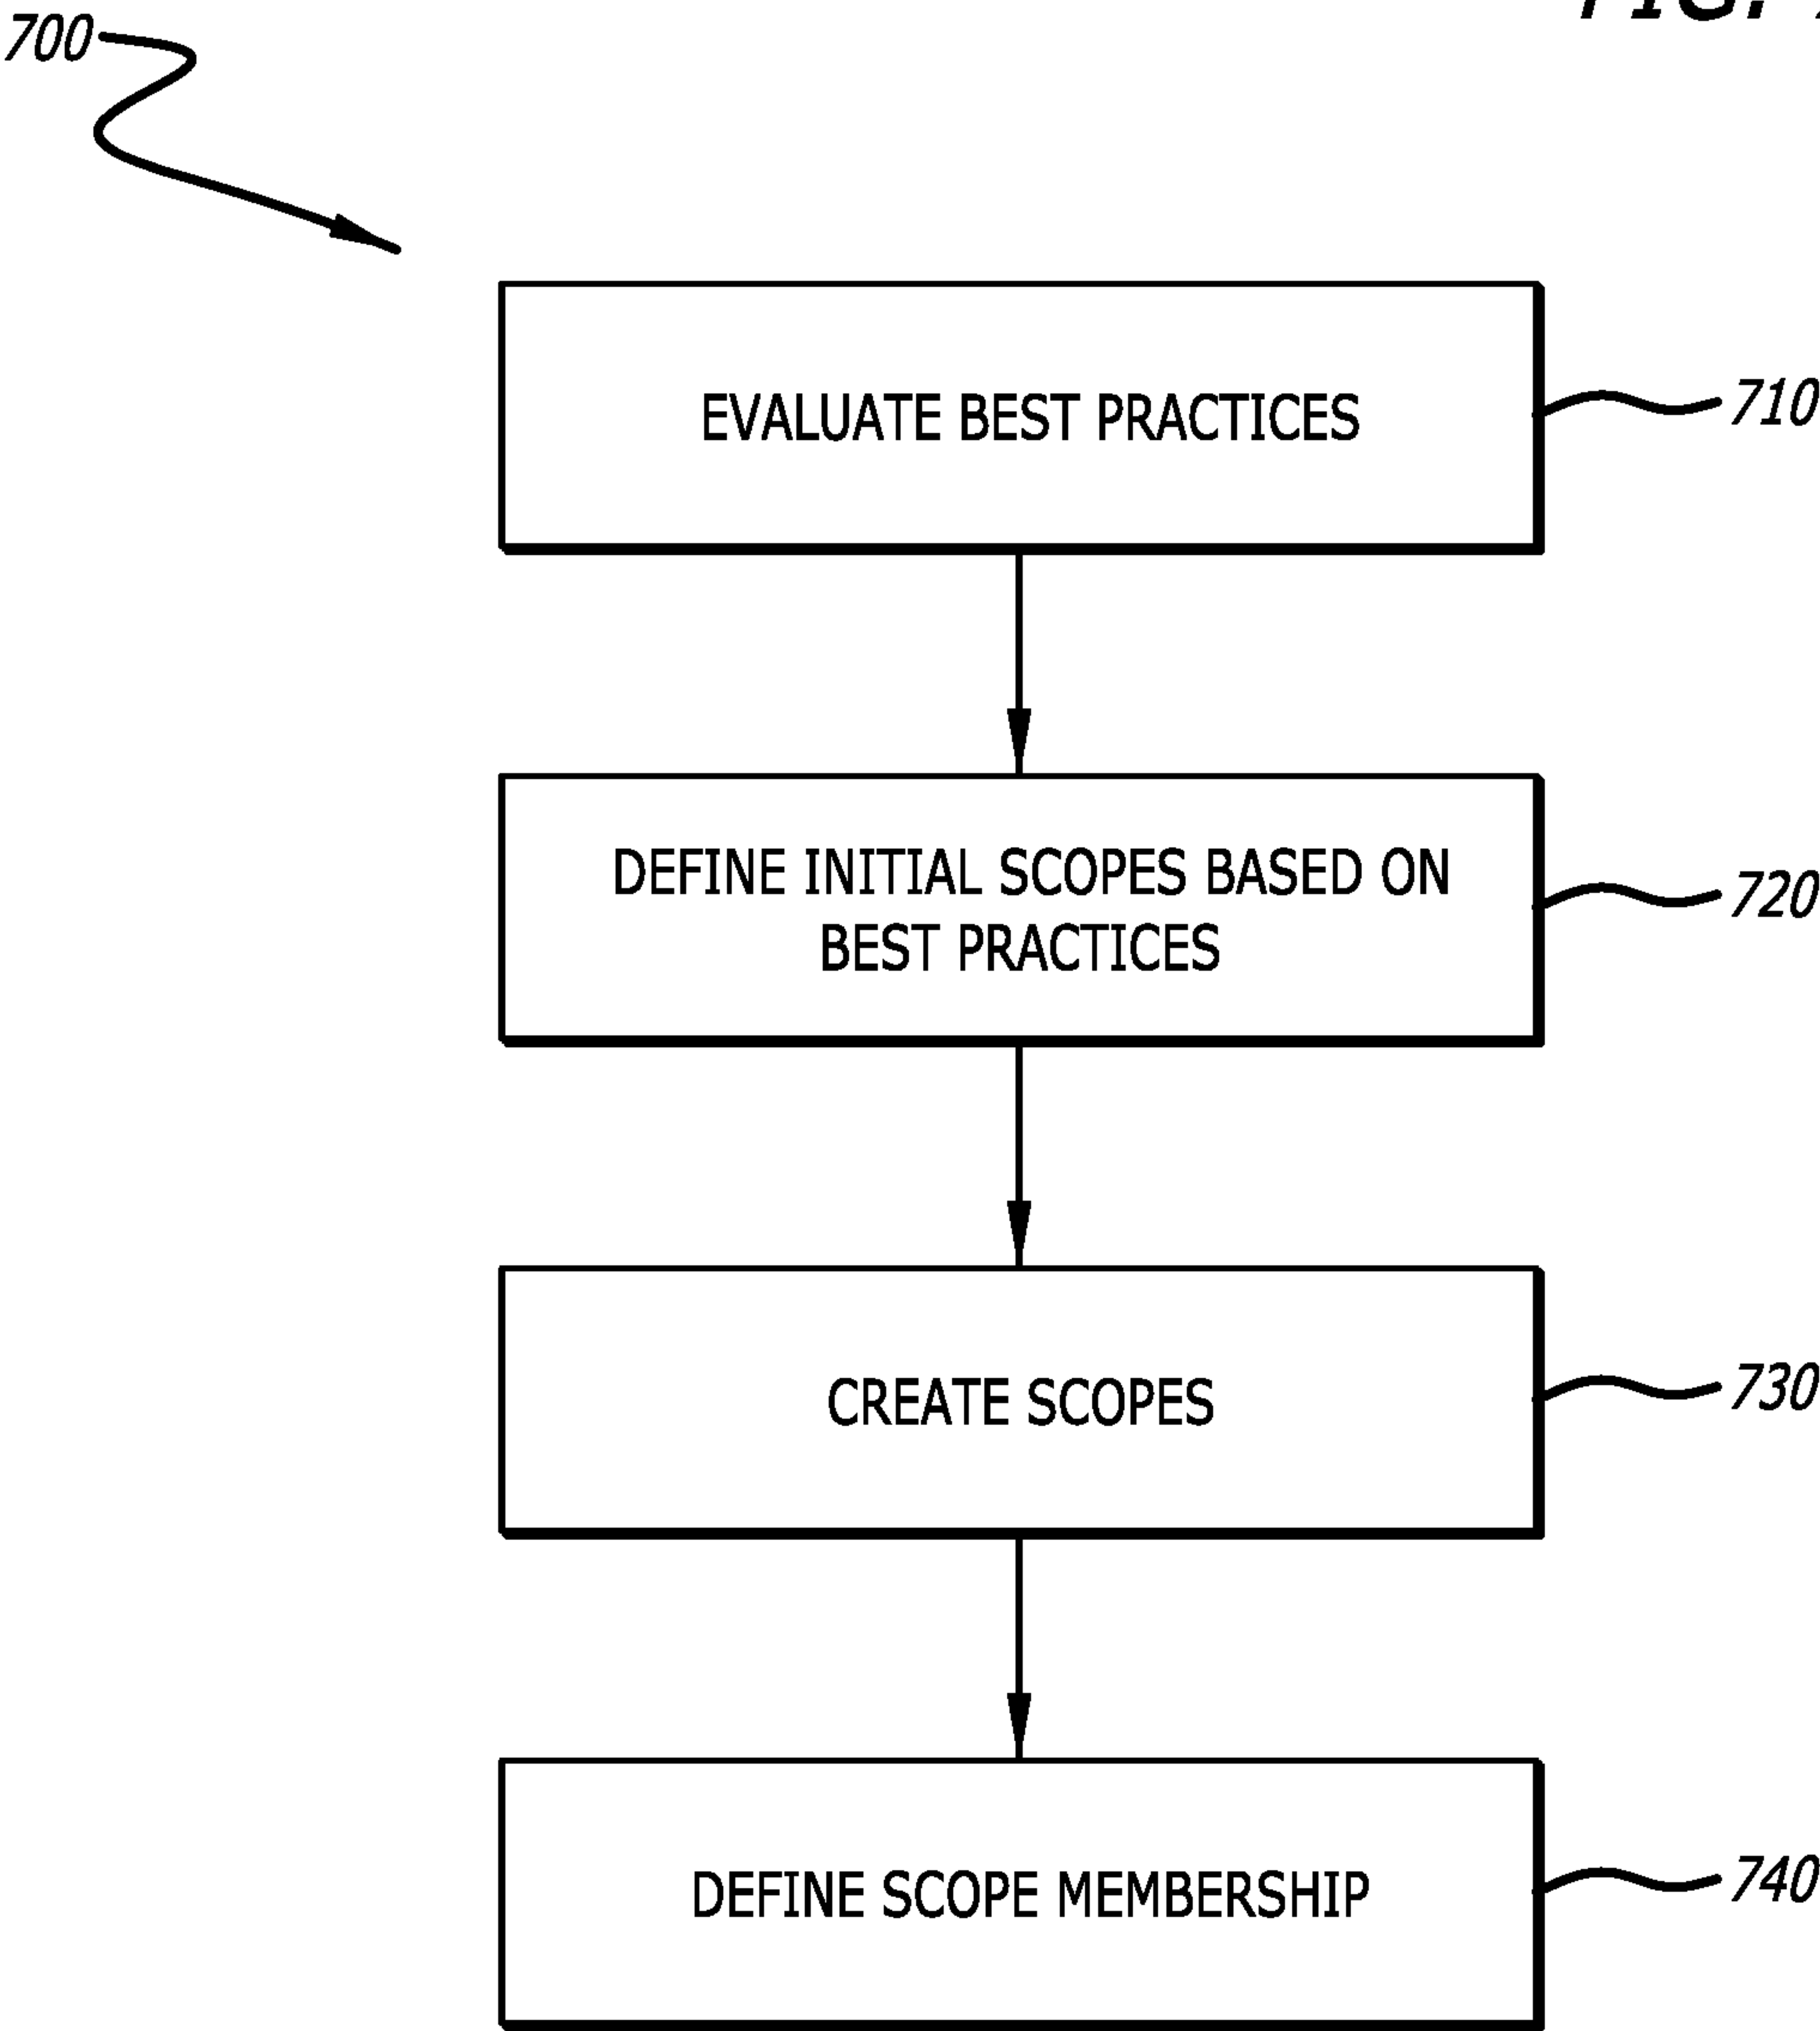 FIG.
700
EVALUATE BEST PRACTICES
710
DEFINE INITIAL SCOPES BASED ON
BEST PRACTICES
720
CREATE SCOPES
730
DEFINE SCOPE MEMBERSHIP
740